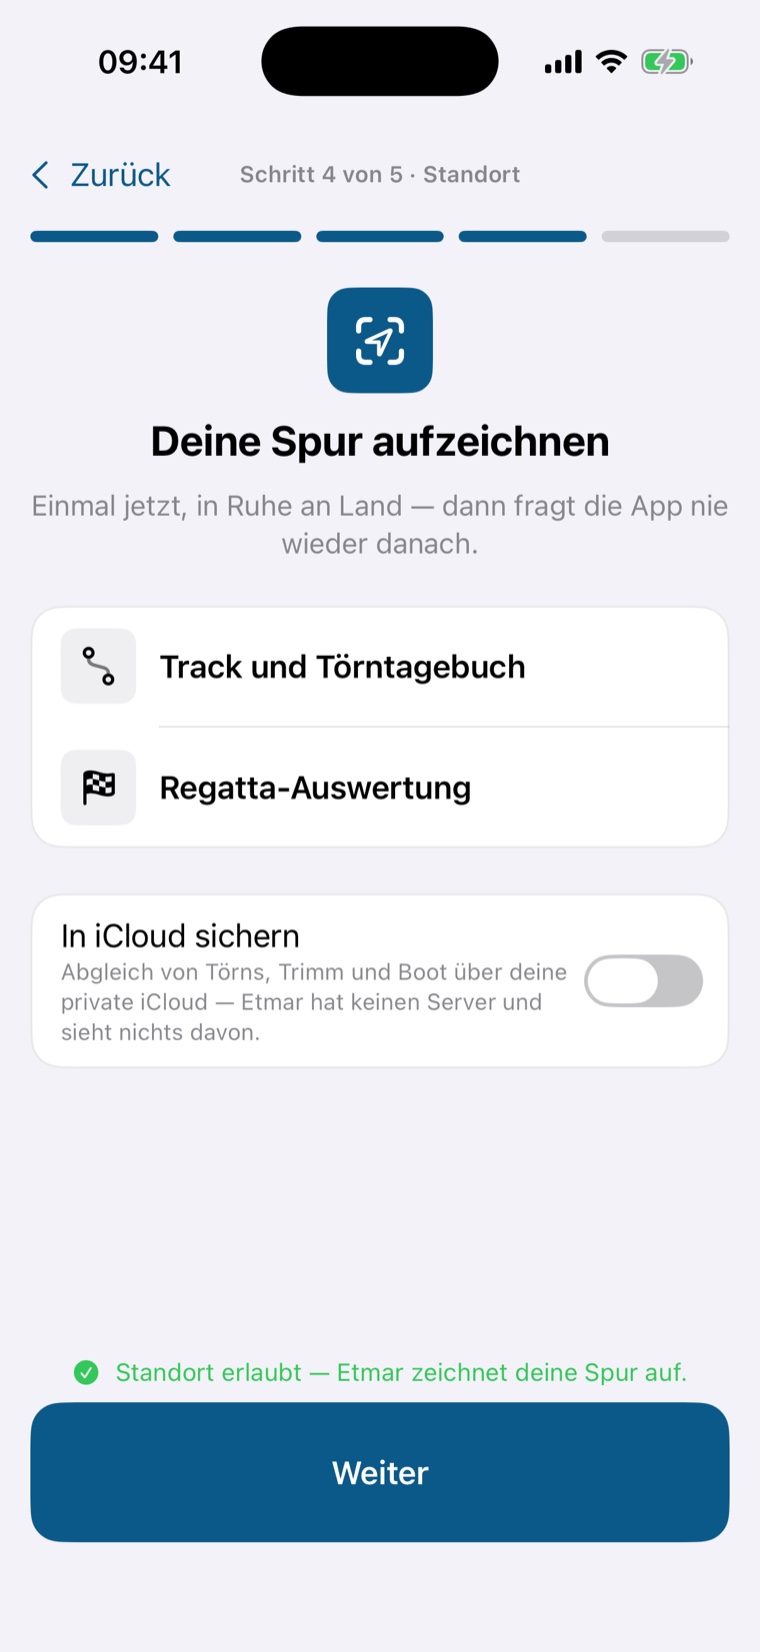 09:41
Zurück
Schritt 4 von 5 · Standort
Deine Spur aufzeichnen
Einmal jetzt, in Ruhe an Land — dann fragt die App nie
wieder danach.
Track und Törntagebuch
Regatta-Auswertung
In iCloud sichern
Abgleich von Törns, Trimm und Boot über deine
private iCloud — Etmar hat keinen Server und
sieht nichts davon.
Standort erlaubt — Etmar zeichnet deine Spur auf.
Weiter